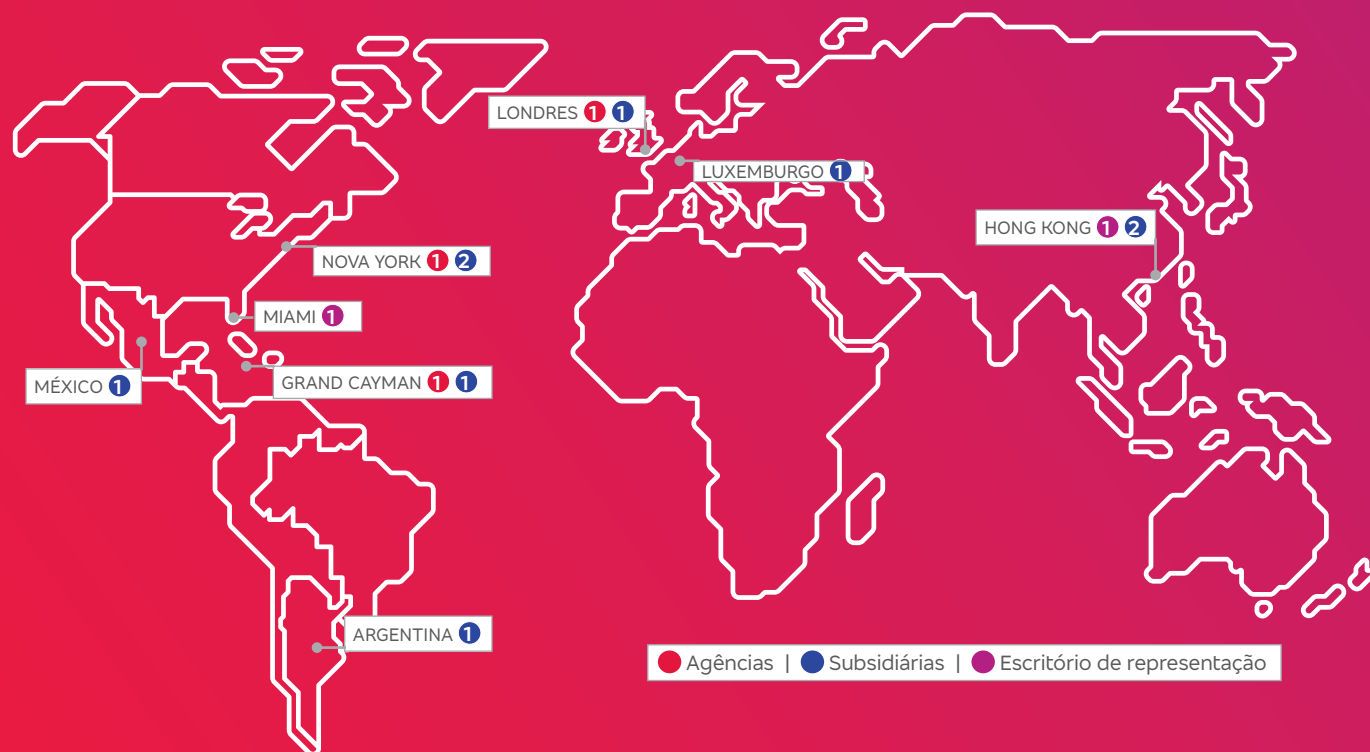 LONDRES 1 1
LUXEMBURGO 1
HONG KONG 1 2
NOVA YORK 1 2
MIAMI 1
MÉXICO 1
GRAND CAYMAN 1 1
ARGENTINA 1
Agências | Subsidiárias | Escritório de representação